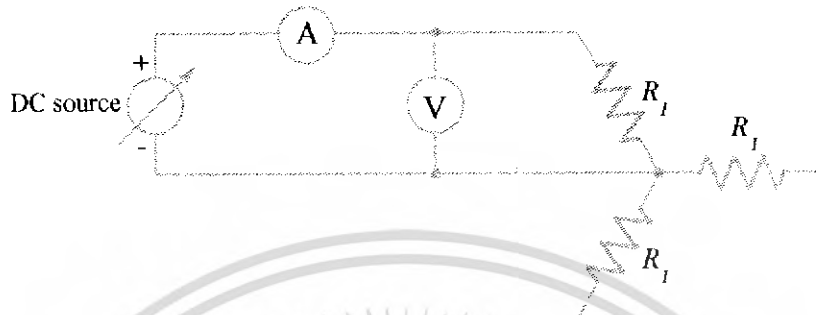 A
+
DC source
V
R₁
R₁
-
R₁